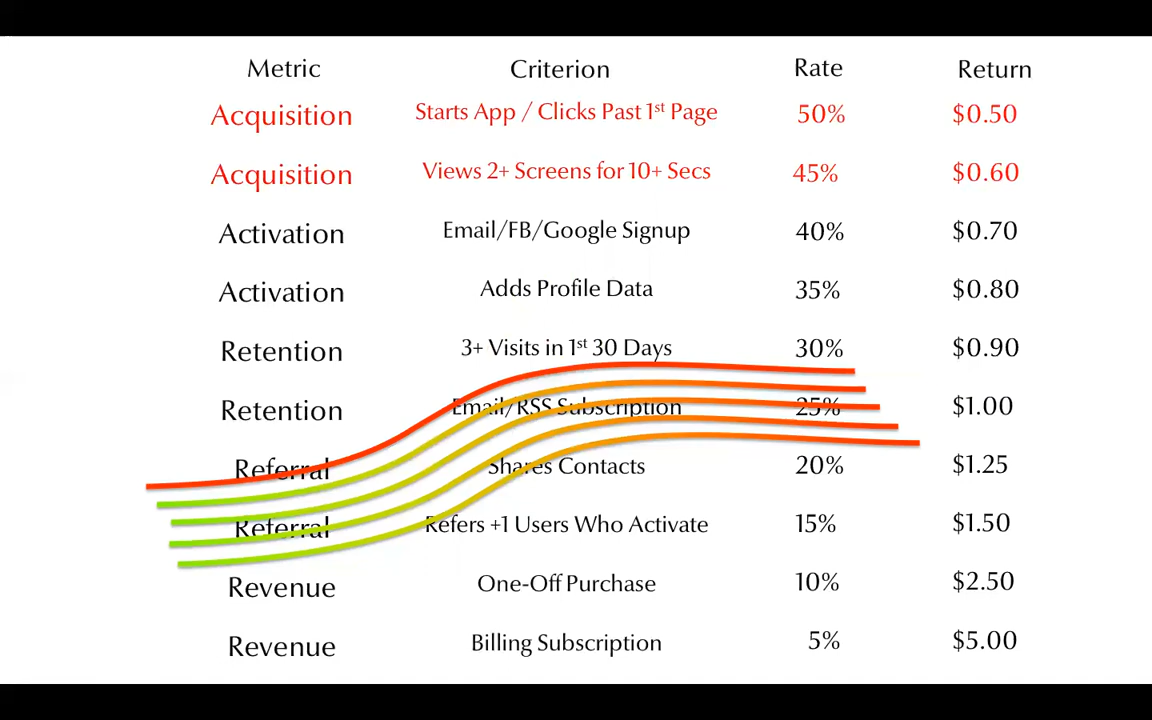 Metric Criterion Rate Return
Acquisition Starts App / Clicks Past 1st Page 50% $0.50
Acquisition Views 2+ Screens for 10+ Secs 45% $0.60
Activation Email/FB/Google Signup 40% $0.70
Activation Adds Profile Data 35% $0.80
Retention 3+ Visits in 1st 30 Days 30% $0.90
Retention Email/RSS Subscription 25% $1.00
Referral Shares Contacts 20% $1.25
Referral Refers +1 Users Who Activate 15% $1.50
Revenue One-Off Purchase 10% $2.50
Revenue Billing Subscription 5% $5.00